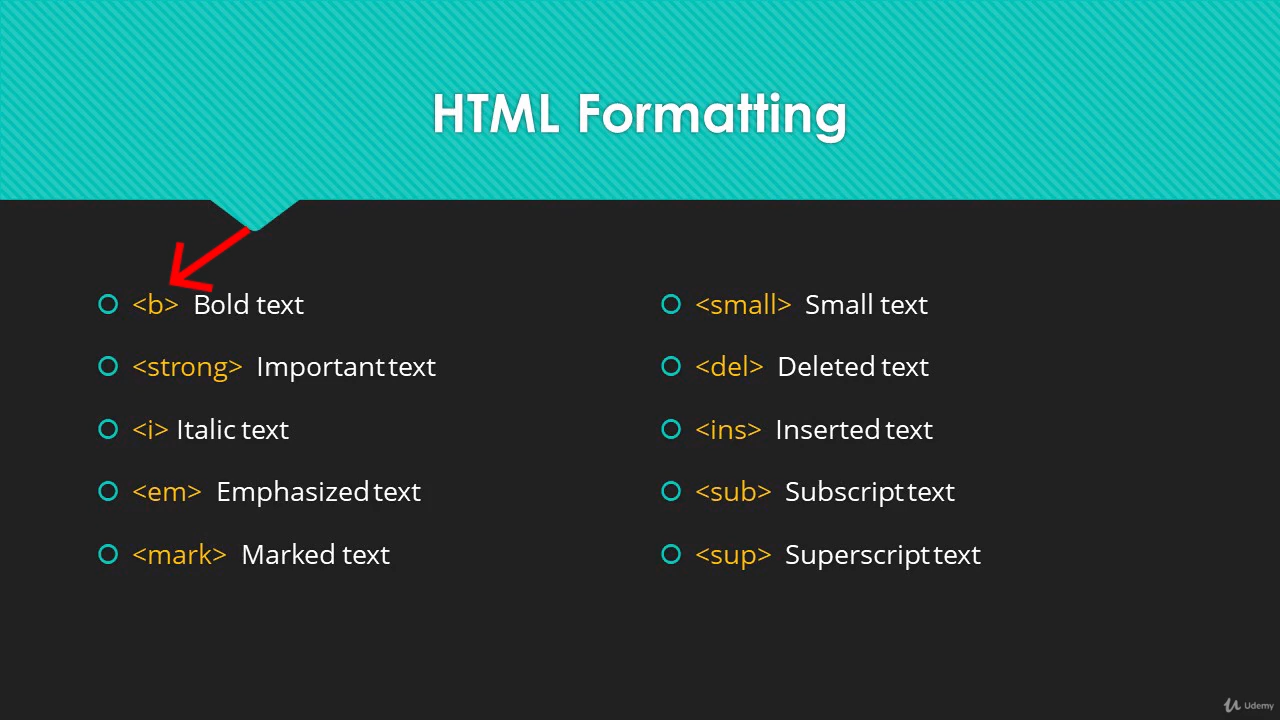 HTML Formatting
<b> Bold text
<strong> Important text
<i> Italic text
<em> Emphasized text
<mark> Marked text
<small> Small text
<del> Deleted text
<ins> Inserted text
<sub> Subscript text
<sup> Superscript text
Udemy